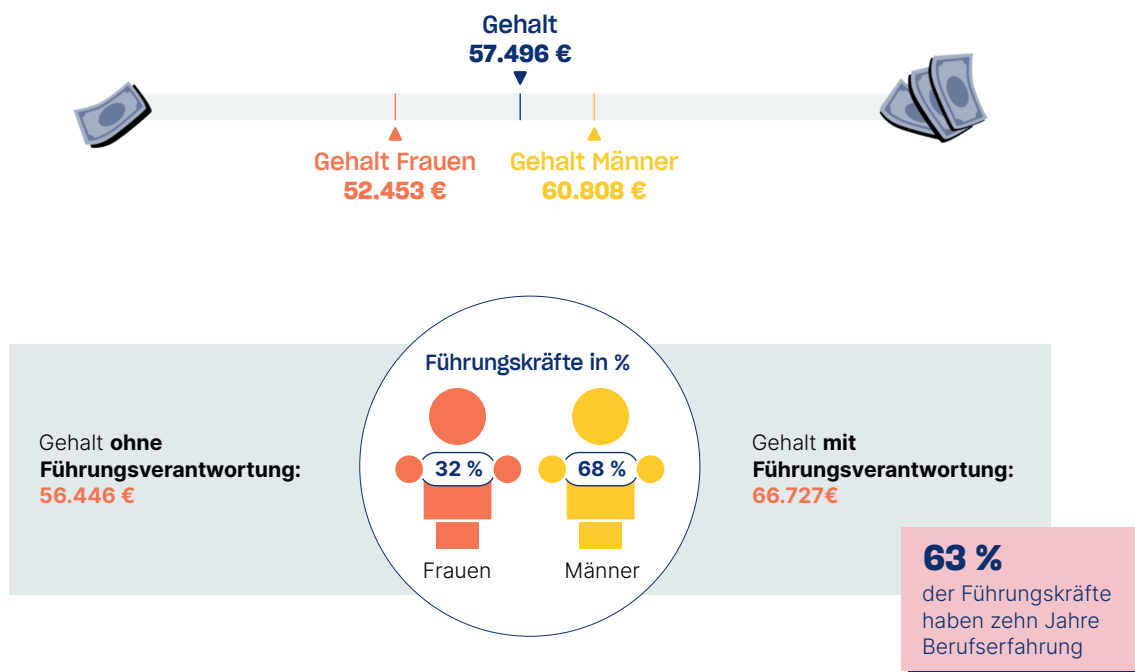 Gehalt
57.496 €
Gehalt Frauen
52.453 €
Gehalt Männer
60.808 €
Führungskräfte in %
32 %
68 %
Frauen
Männer
Gehalt ohne
Führungsverantwortung:
56.446 €
Gehalt mit
Führungsverantwortung:
66.727€
63 %
der Führungskräfte
haben zehn Jahre
Berufserfahrung